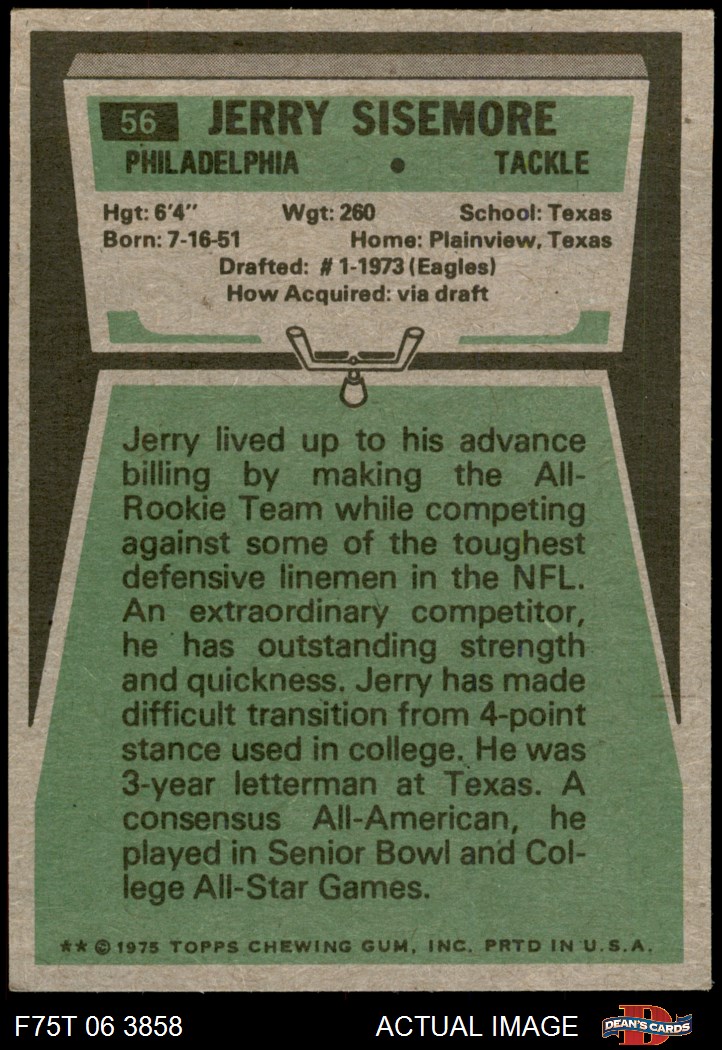 56 JERRY SISEMORE
PHILADELPHIA • TACKLE
Hgt: 6'4" Wgt: 260 School: Texas
Born: 7-16-51 Home: Plainview, Texas
Drafted: # 1-1973 (Eagles)
How Acquired: via draft
Jerry lived up to his advance
billing by making the All-
Rookie Team while competing
against some of the toughest
defensive linemen in the NFL.
An extraordinary competitor,
he has outstanding strength
and quickness. Jerry has made
difficult transition from 4-point
stance used in college. He was
3-year letterman at Texas. A
consensus All-American, he
played in Senior Bowl and Col-
lege All-Star Games.
** © 1975 TOPPS CHEWING GUM, INC. PRTD IN U.S.A.
F75T 06 3858 ACTUAL IMAGE D DEAN'S CARDS